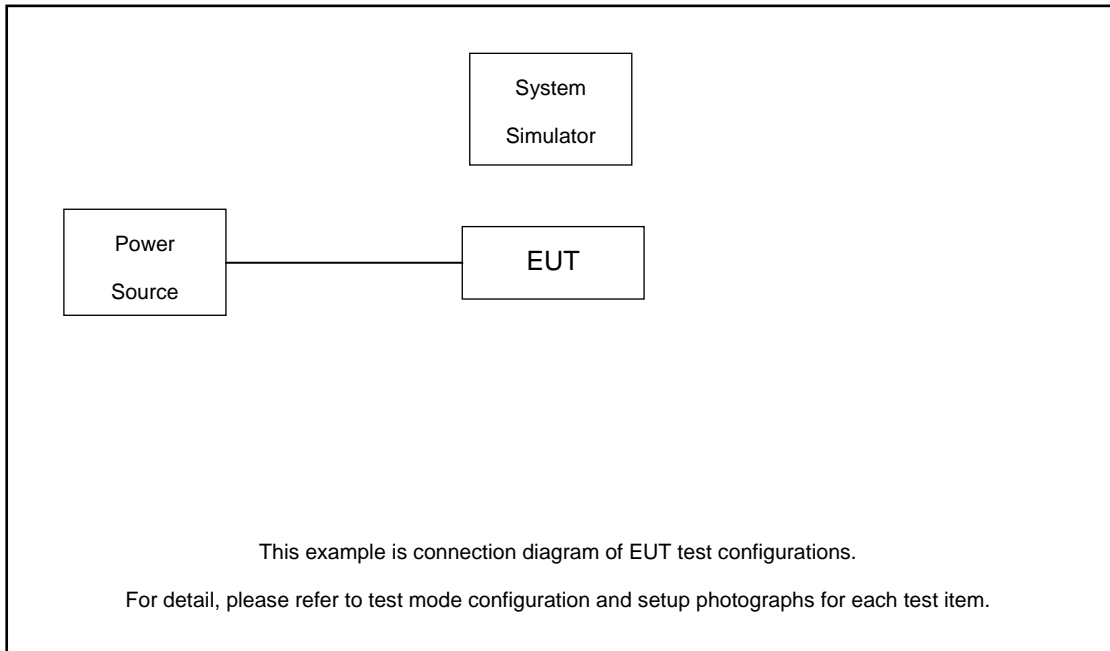 System
Simulator
Power
Source
EUT
This example is connection diagram of EUT test configurations.
For detail, please refer to test mode configuration and setup photographs for each test item.